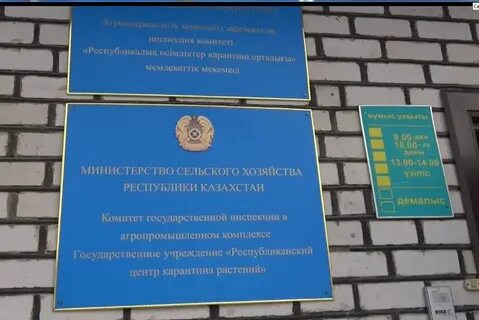 Агроөнеркәсіптік кешендегі мемлекеттік
инспекция комитеті
«Республикалық өсімдіктер карантині орталығы»
мемлекеттік мекемесі
МИНИСТЕРСТВО СЕЛЬСКОГО ХОЗЯЙСТВА
РЕСПУБЛИКИ КАЗАХСТАН
Комитет государственной инспекции в
агропромышленном комплексе
Государственное учреждение «Республиканский
центр карантина растений»
жұмыс уақыты
9.00-ден
18.00-ге
дейін
13.00-14.00
үзіліс
демалыс